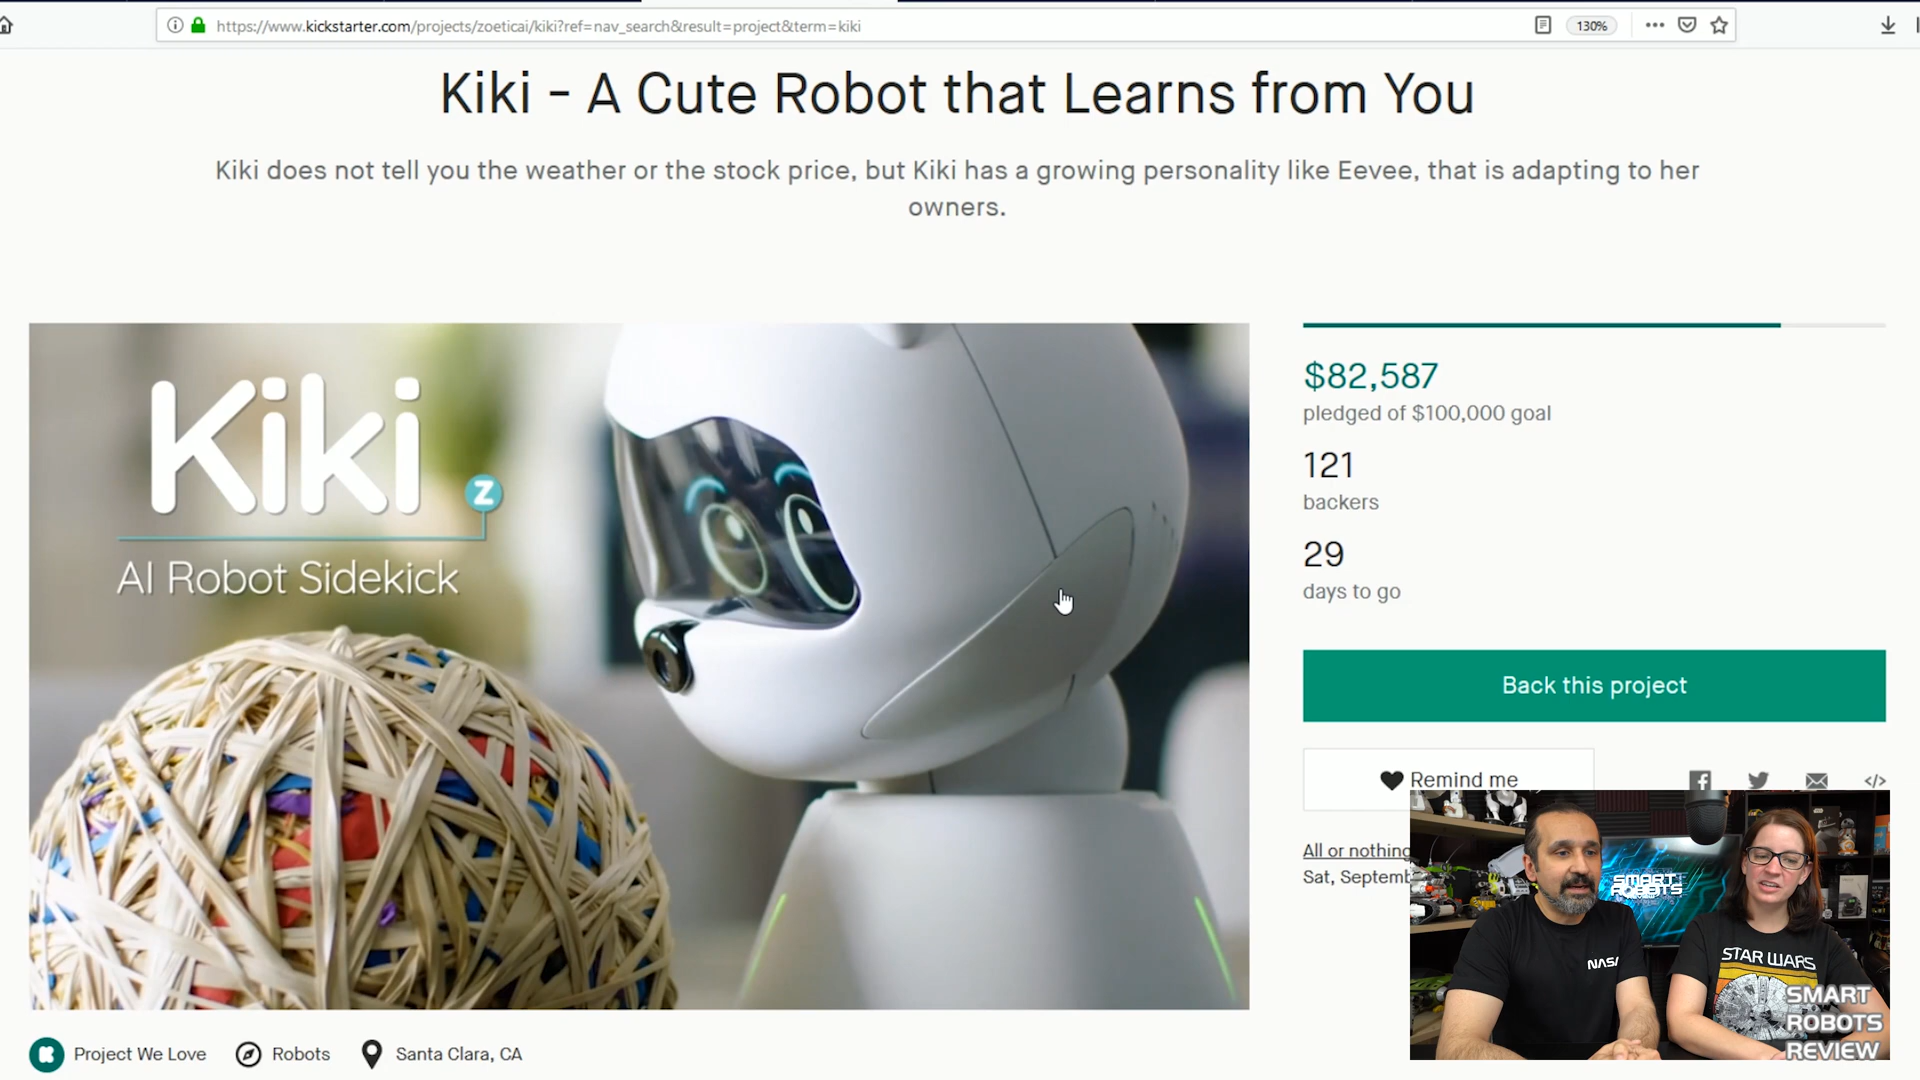 https://www.kickstarter.com/projects/zoeticai/kiki?ref=nav_search&result=project&term=kiki
130%
Kiki - A Cute Robot that Learns from You
Kiki does not tell you the weather or the stock price, but Kiki has a growing personality like Eevee, that is adapting to her
owners.
Kiki
Z
AI Robot Sidekick
$82,587
pledged of $100,000 goal
121
backers
29
days to go
Back this project
Remind me
All or nothing
Sat, Septemb
SMART
ROBOTS
NASA
STAR WARS
SMART
ROBOTS
REVIEW
Project We Love
Robots
Santa Clara, CA